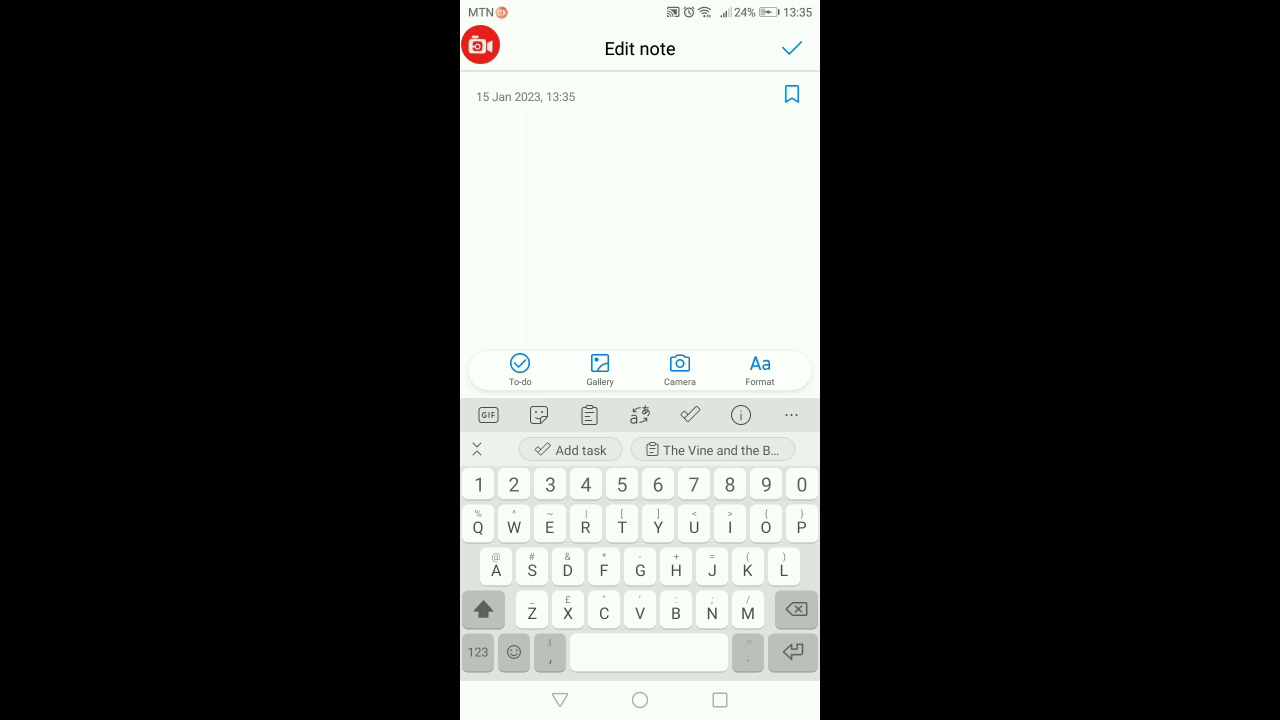 MTN 24% 13:35
Edit note
15 Jan 2023, 13:35
To-do Gallery Camera Format
Aa
GIF
Add task The Vine and the B...
1 2 3 4 5 6 7 8 9 0
% ^ ~ | [ ] < > { }
Q W E R T Y U I O P
@ # & * - + = ( )
A S D F G H J K L
_ £ " ' : ; /
Z X C V B N M
123 , .